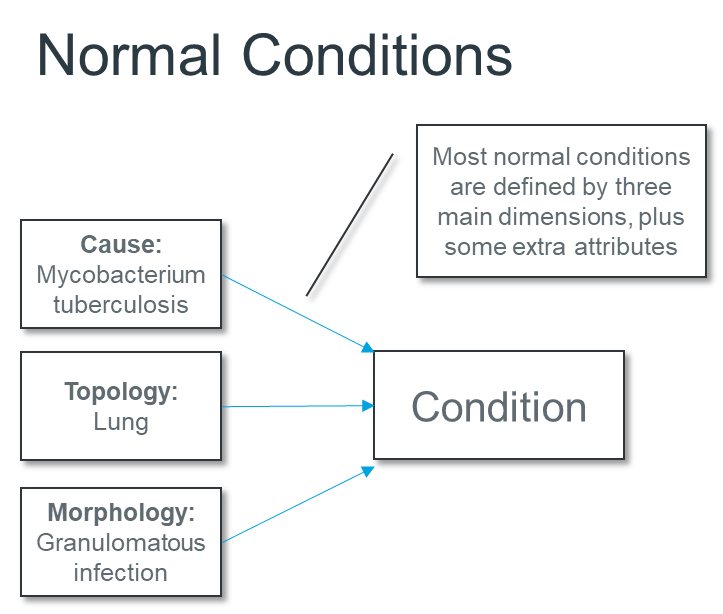 Normal Conditions
Most normal conditions
are defined by three
main dimensions, plus
some extra attributes
Cause:
Mycobacterium
tuberculosis
Topology:
Lung
Condition
Morphology:
Granulomatous
infection